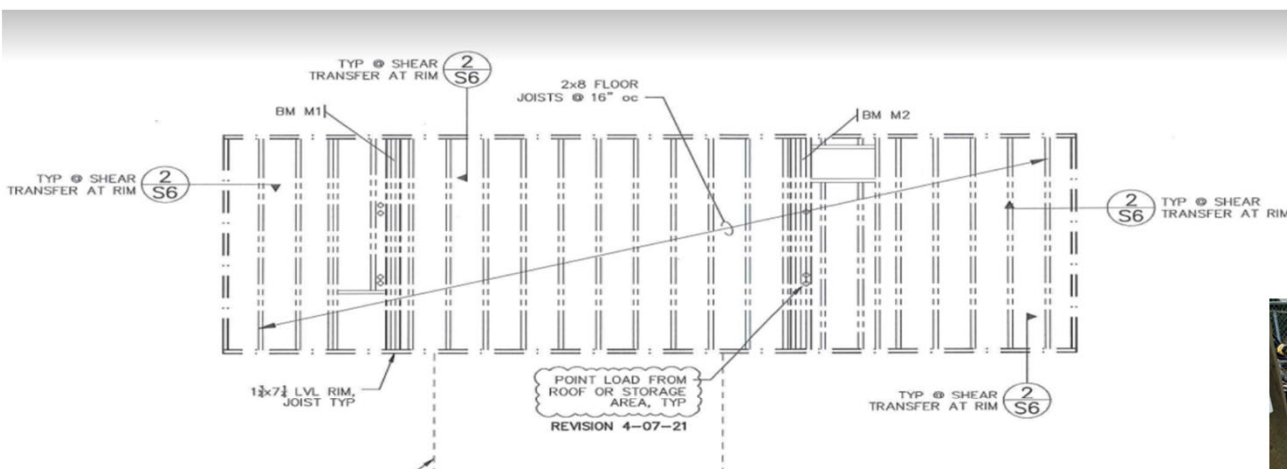 TYP @ SHEAR
TRANSFER AT RIM
2
S6
2x8 FLOOR
JOISTS @ 16" oc
BM M1
BM M2
TYP @ SHEAR
TRANSFER AT RIM
2
S6
2
S6
TYP @ SHEAR
TRANSFER AT RIM
1¾x7¼ LVL RIM,
JOIST TYP
POINT LOAD FROM
ROOF OR STORAGE
AREA, TYP
REVISION 4-07-21
TYP @ SHEAR
TRANSFER AT RIM
2
S6